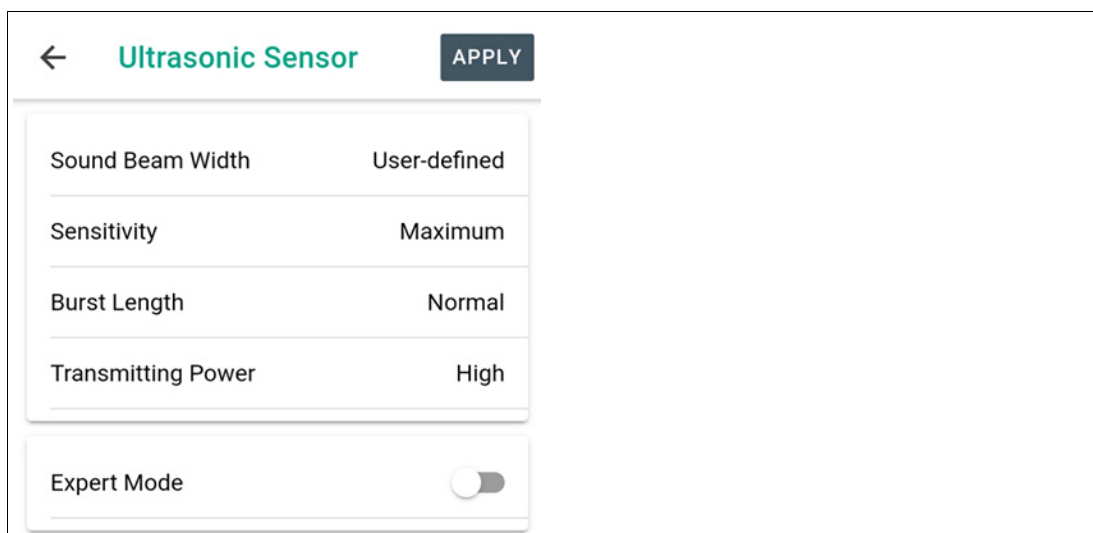 Ultrasonic Sensor APPLY
Sound Beam Width User-defined
Sensitivity Maximum
Burst Length Normal
Transmitting Power High
Expert Mode